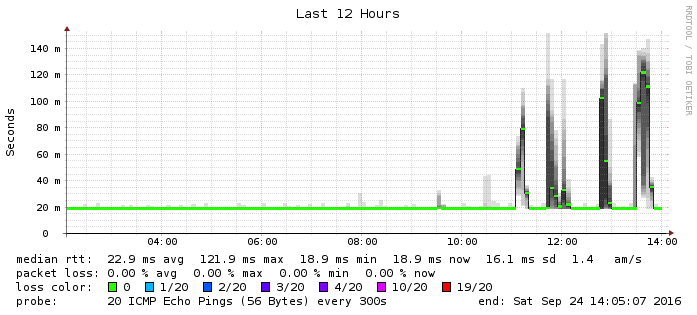 Last 12 Hours
RRDTOOL / TOBI OETIKER
Seconds
140 m
120 m
100 m
80 m
60 m
40 m
20 m
0
04:00 06:00 08:00 10:00 12:00 14:00
median rtt: 22.9 ms avg 121.9 ms max 18.9 ms min 18.9 ms now 16.1 ms sd 1.4 am/s
packet loss: 0.00 % avg 0.00 % max 0.00 % min 0.00 % now
loss color: 0 1/20 2/20 3/20 4/20 10/20 19/20
probe: 20 ICMP Echo Pings (56 Bytes) every 300s end: Sat Sep 24 14:05:07 2016